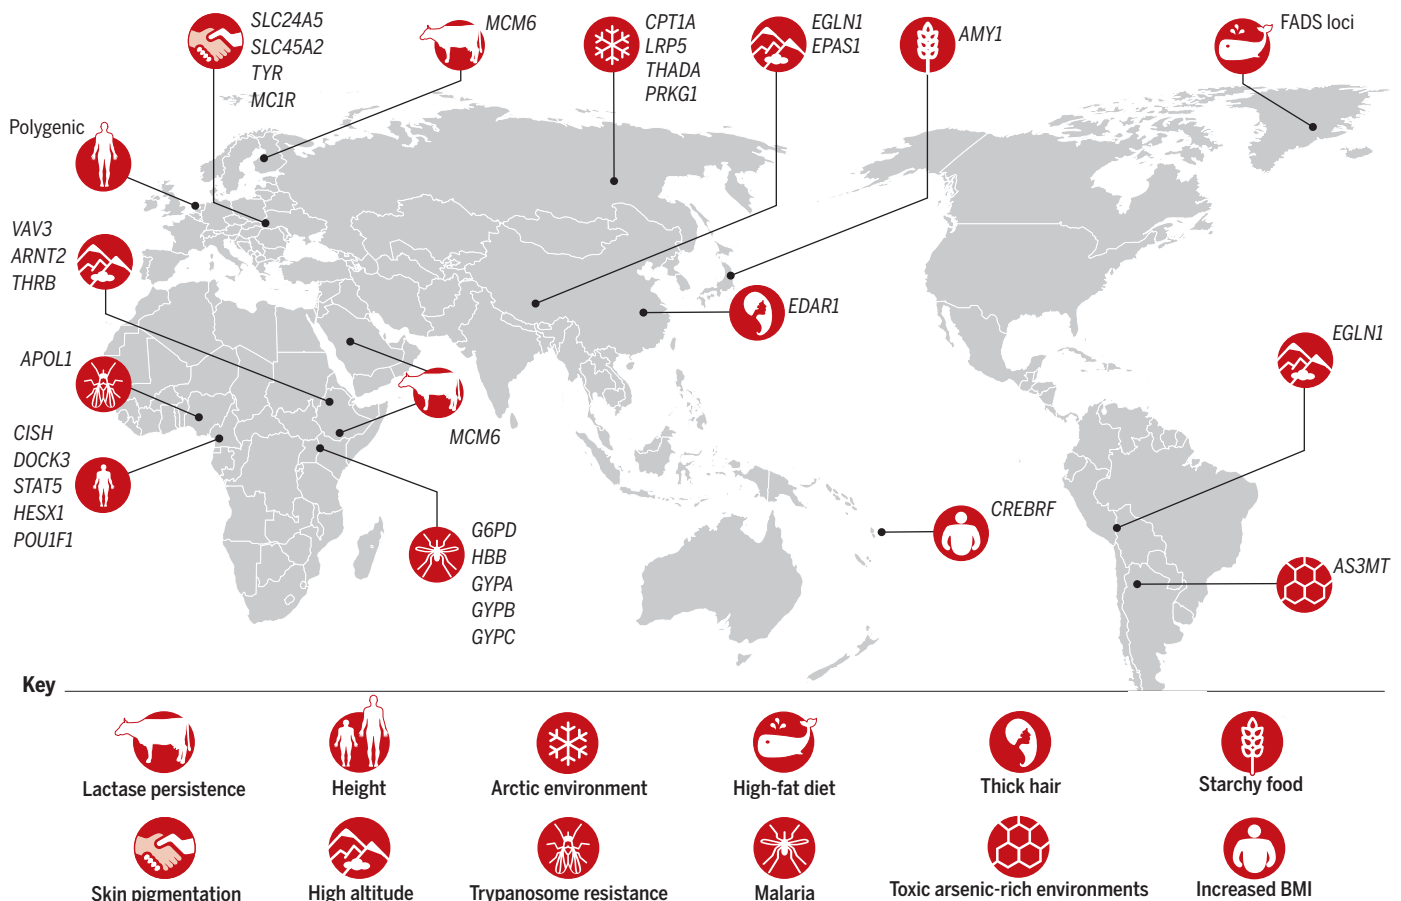 SLC24A5
SLC45A2
TYR
MC1R
MCM6
CPT1A
LRP5
THADA
PRKG1
EGLN1
EPAS1
AMY1
FADS loci
Polygenic
VAV3
ARNT2
THRB
EDAR1
EGLN1
APOL1
MCM6
CISH
DOCK3
STAT5
HESX1
POU1F1
G6PD
HBB
GYPA
GYPB
GYPC
CREBRF
AS3MT
Key
Lactase persistence
Height
Arctic environment
High-fat diet
Thick hair
Starchy food
Skin pigmentation
High altitude
Trypanosome resistance
Malaria
Toxic arsenic-rich environments
Increased BMI